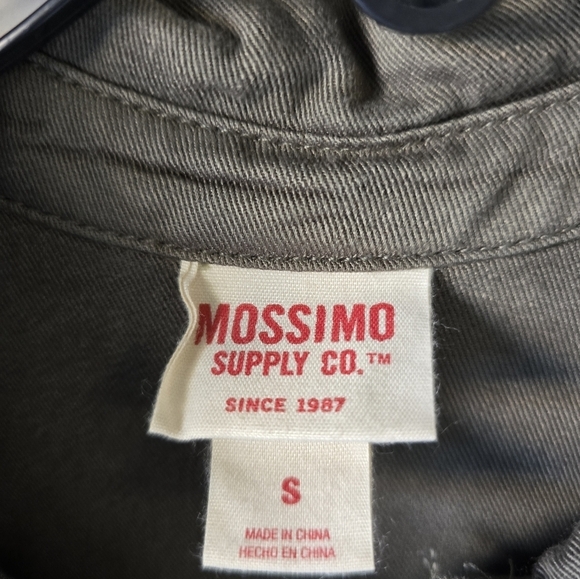 MOSSIMO
SUPPLY CO.™
SINCE 1987
S
MADE IN CHINA
HECHO EN CHINA